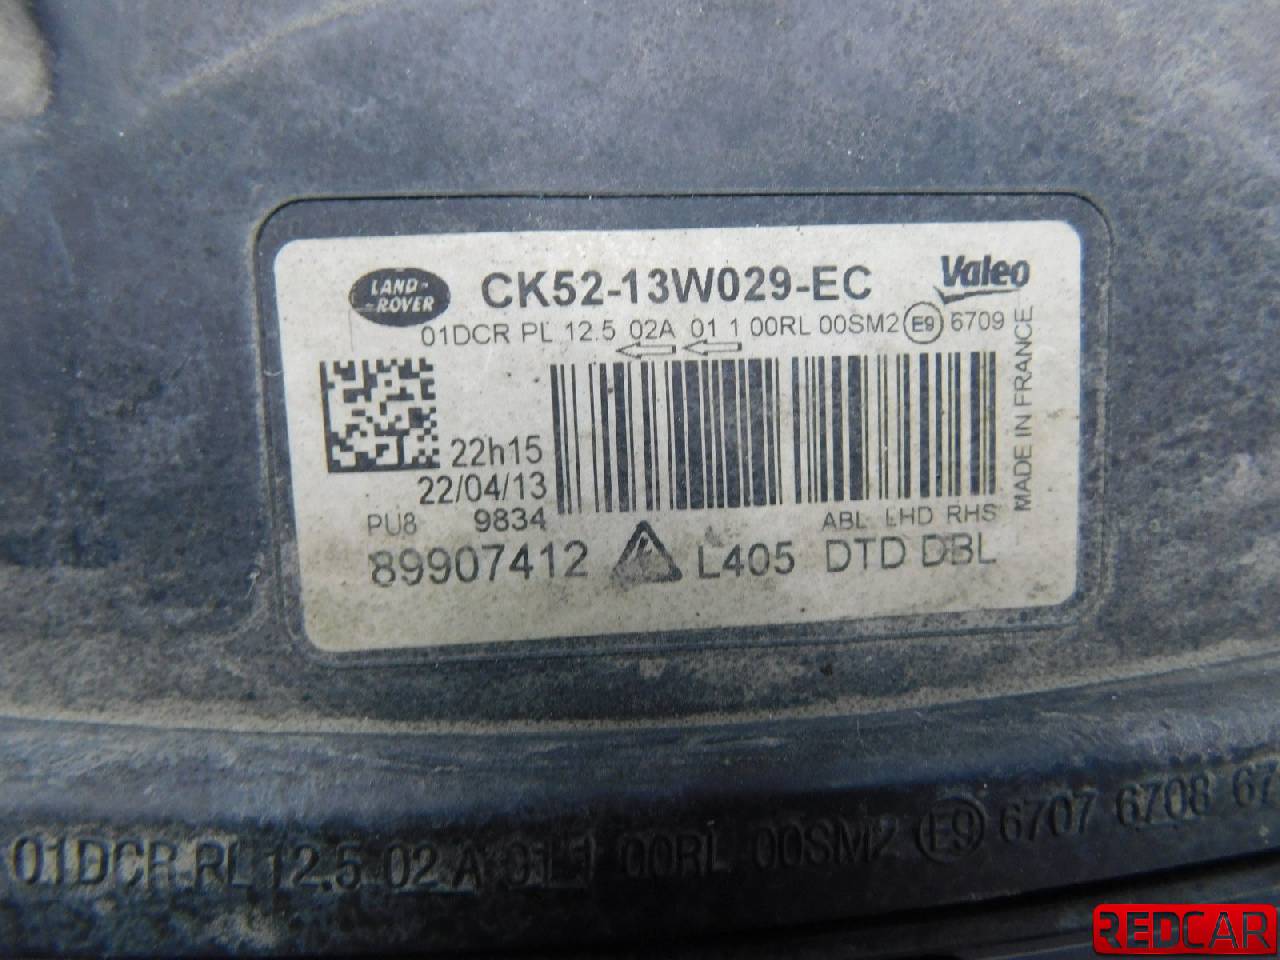 LAND-
-ROVER
CK52-13W029-EC
Valeo
01DCR PL 12.5 02A 01 1 00RL 00SM2 E9 6709
MADE IN FRANCE
22h15
22/04/13
PU8 9834
ABL LHD RHS
89907412 L405 DTD DBL
01DCR PL 12.5 02 A 01 1 00RL 00SM2 E9 6707 6708 67
REDCAR